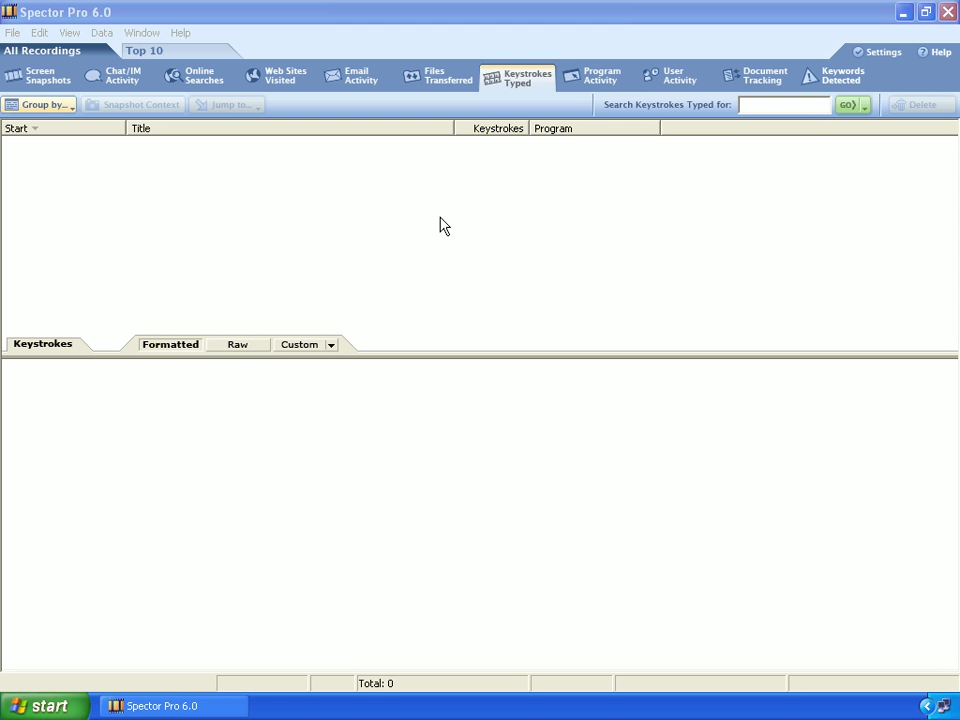 Spector Pro 6.0
File Edit View Data Window Help
All Recordings Top 10 Settings Help
Screen Snapshots
Chat/IM Activity
Online Searches
Web Sites Visited
Email Activity
Files Transferred
Keystrokes Typed
Program Activity
User Activity
Document Tracking
Keywords Detected
Group by... Snapshot Context Jump to... Search Keystrokes Typed for: GO Delete
Start Title Keystrokes Program
Keystrokes Formatted Raw Custom
Total: 0
start Spector Pro 6.0